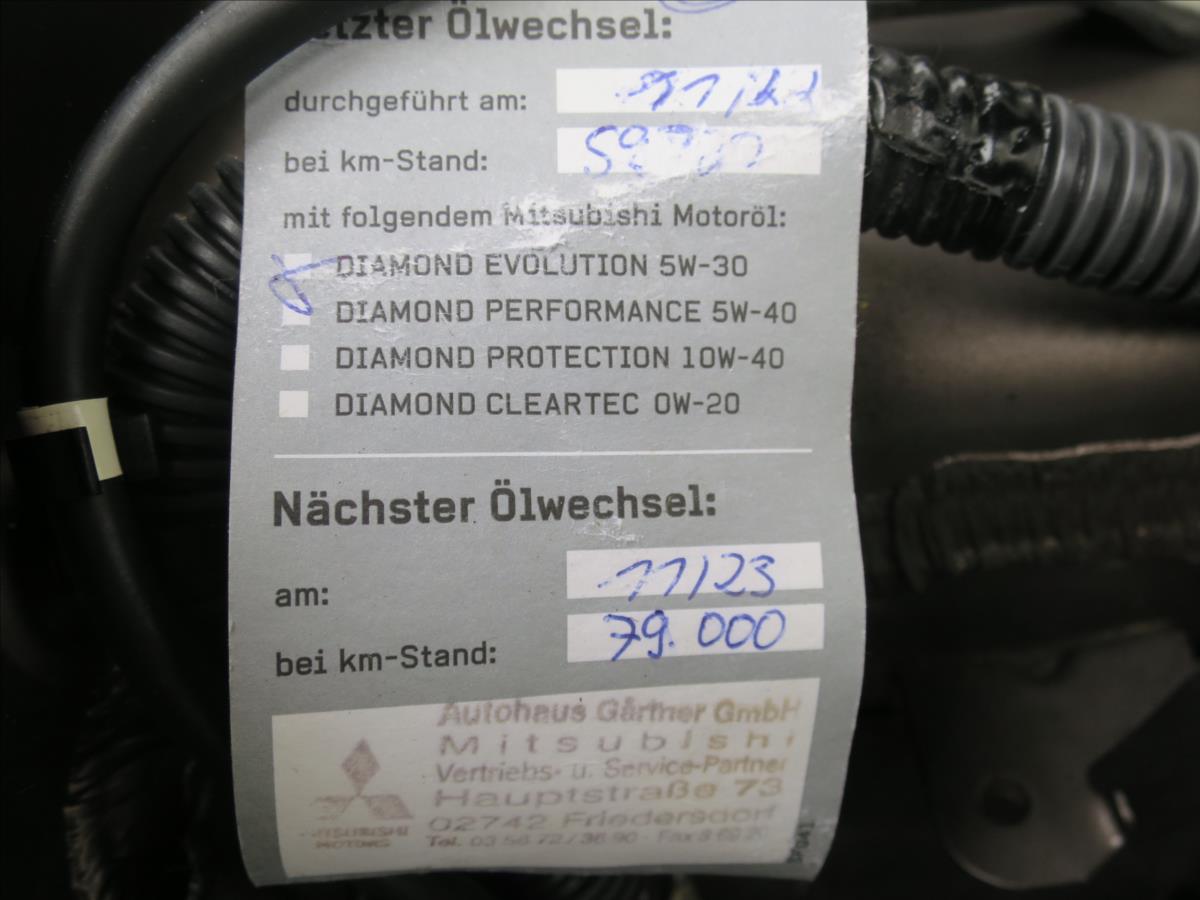 Ölwechsel:
durchgeführt am:
bei km-Stand:
mit folgendem Mitsubishi Motoröl:
DIAMOND EVOLUTION 5W-30
DIAMOND PERFORMANCE 5W-40
DIAMOND PROTECTION 10W-40
DIAMOND CLEARTEC 0W-20
Nächster Ölwechsel:
am: 11/23
bei km-Stand: 79.000
Autohaus Gärtner GmbH
Mitsubishi
Vertriebs- u. Service-Partner
Hauptstraße 73
02742 Friedersdorf
Tel.
MITSUBISHI
MOTORS